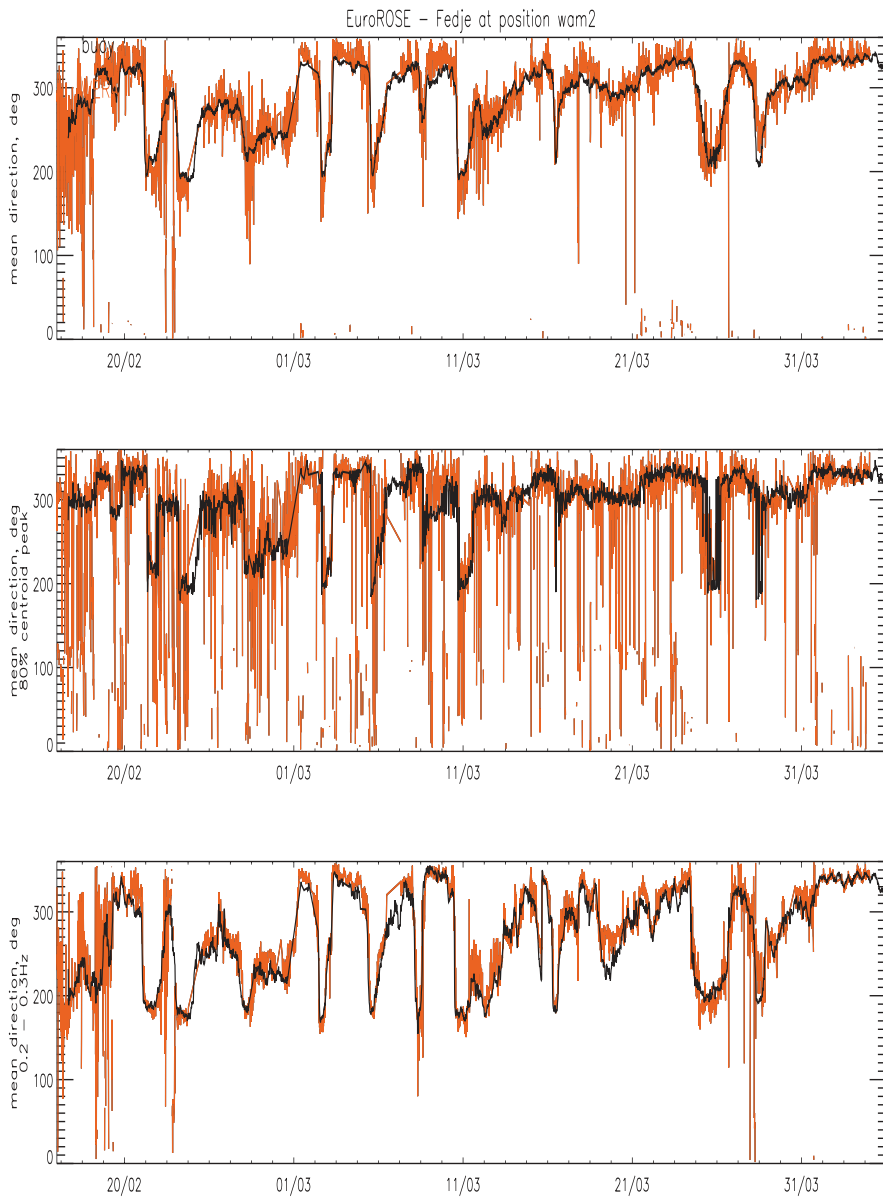 EuroROSE – Fedje at position wam2
buoy
mean direction, deg
300
200
100
0
20/02 01/03 11/03 21/03 31/03
mean direction, deg
80% centroid peak
300
200
100
0
20/02 01/03 11/03 21/03 31/03
mean direction, deg
0.2 – 0.3Hz
300
200
100
0
20/02 01/03 11/03 21/03 31/03